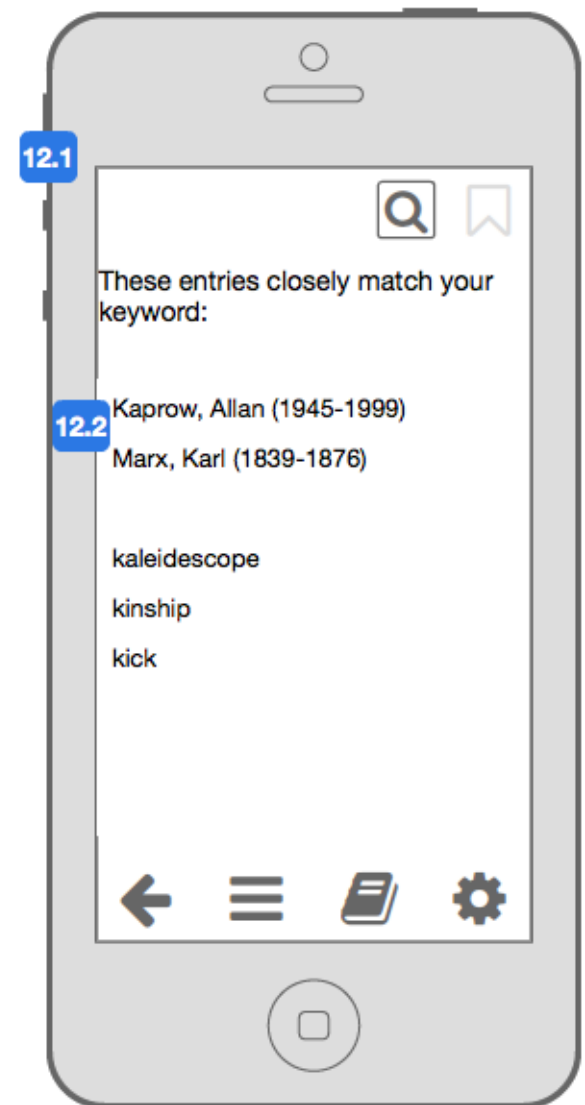 12.1
These entries closely match your
keyword:
12.2
Kaprow, Allan (1945-1999)
Marx, Karl (1839-1876)
kaleidescope
kinship
kick